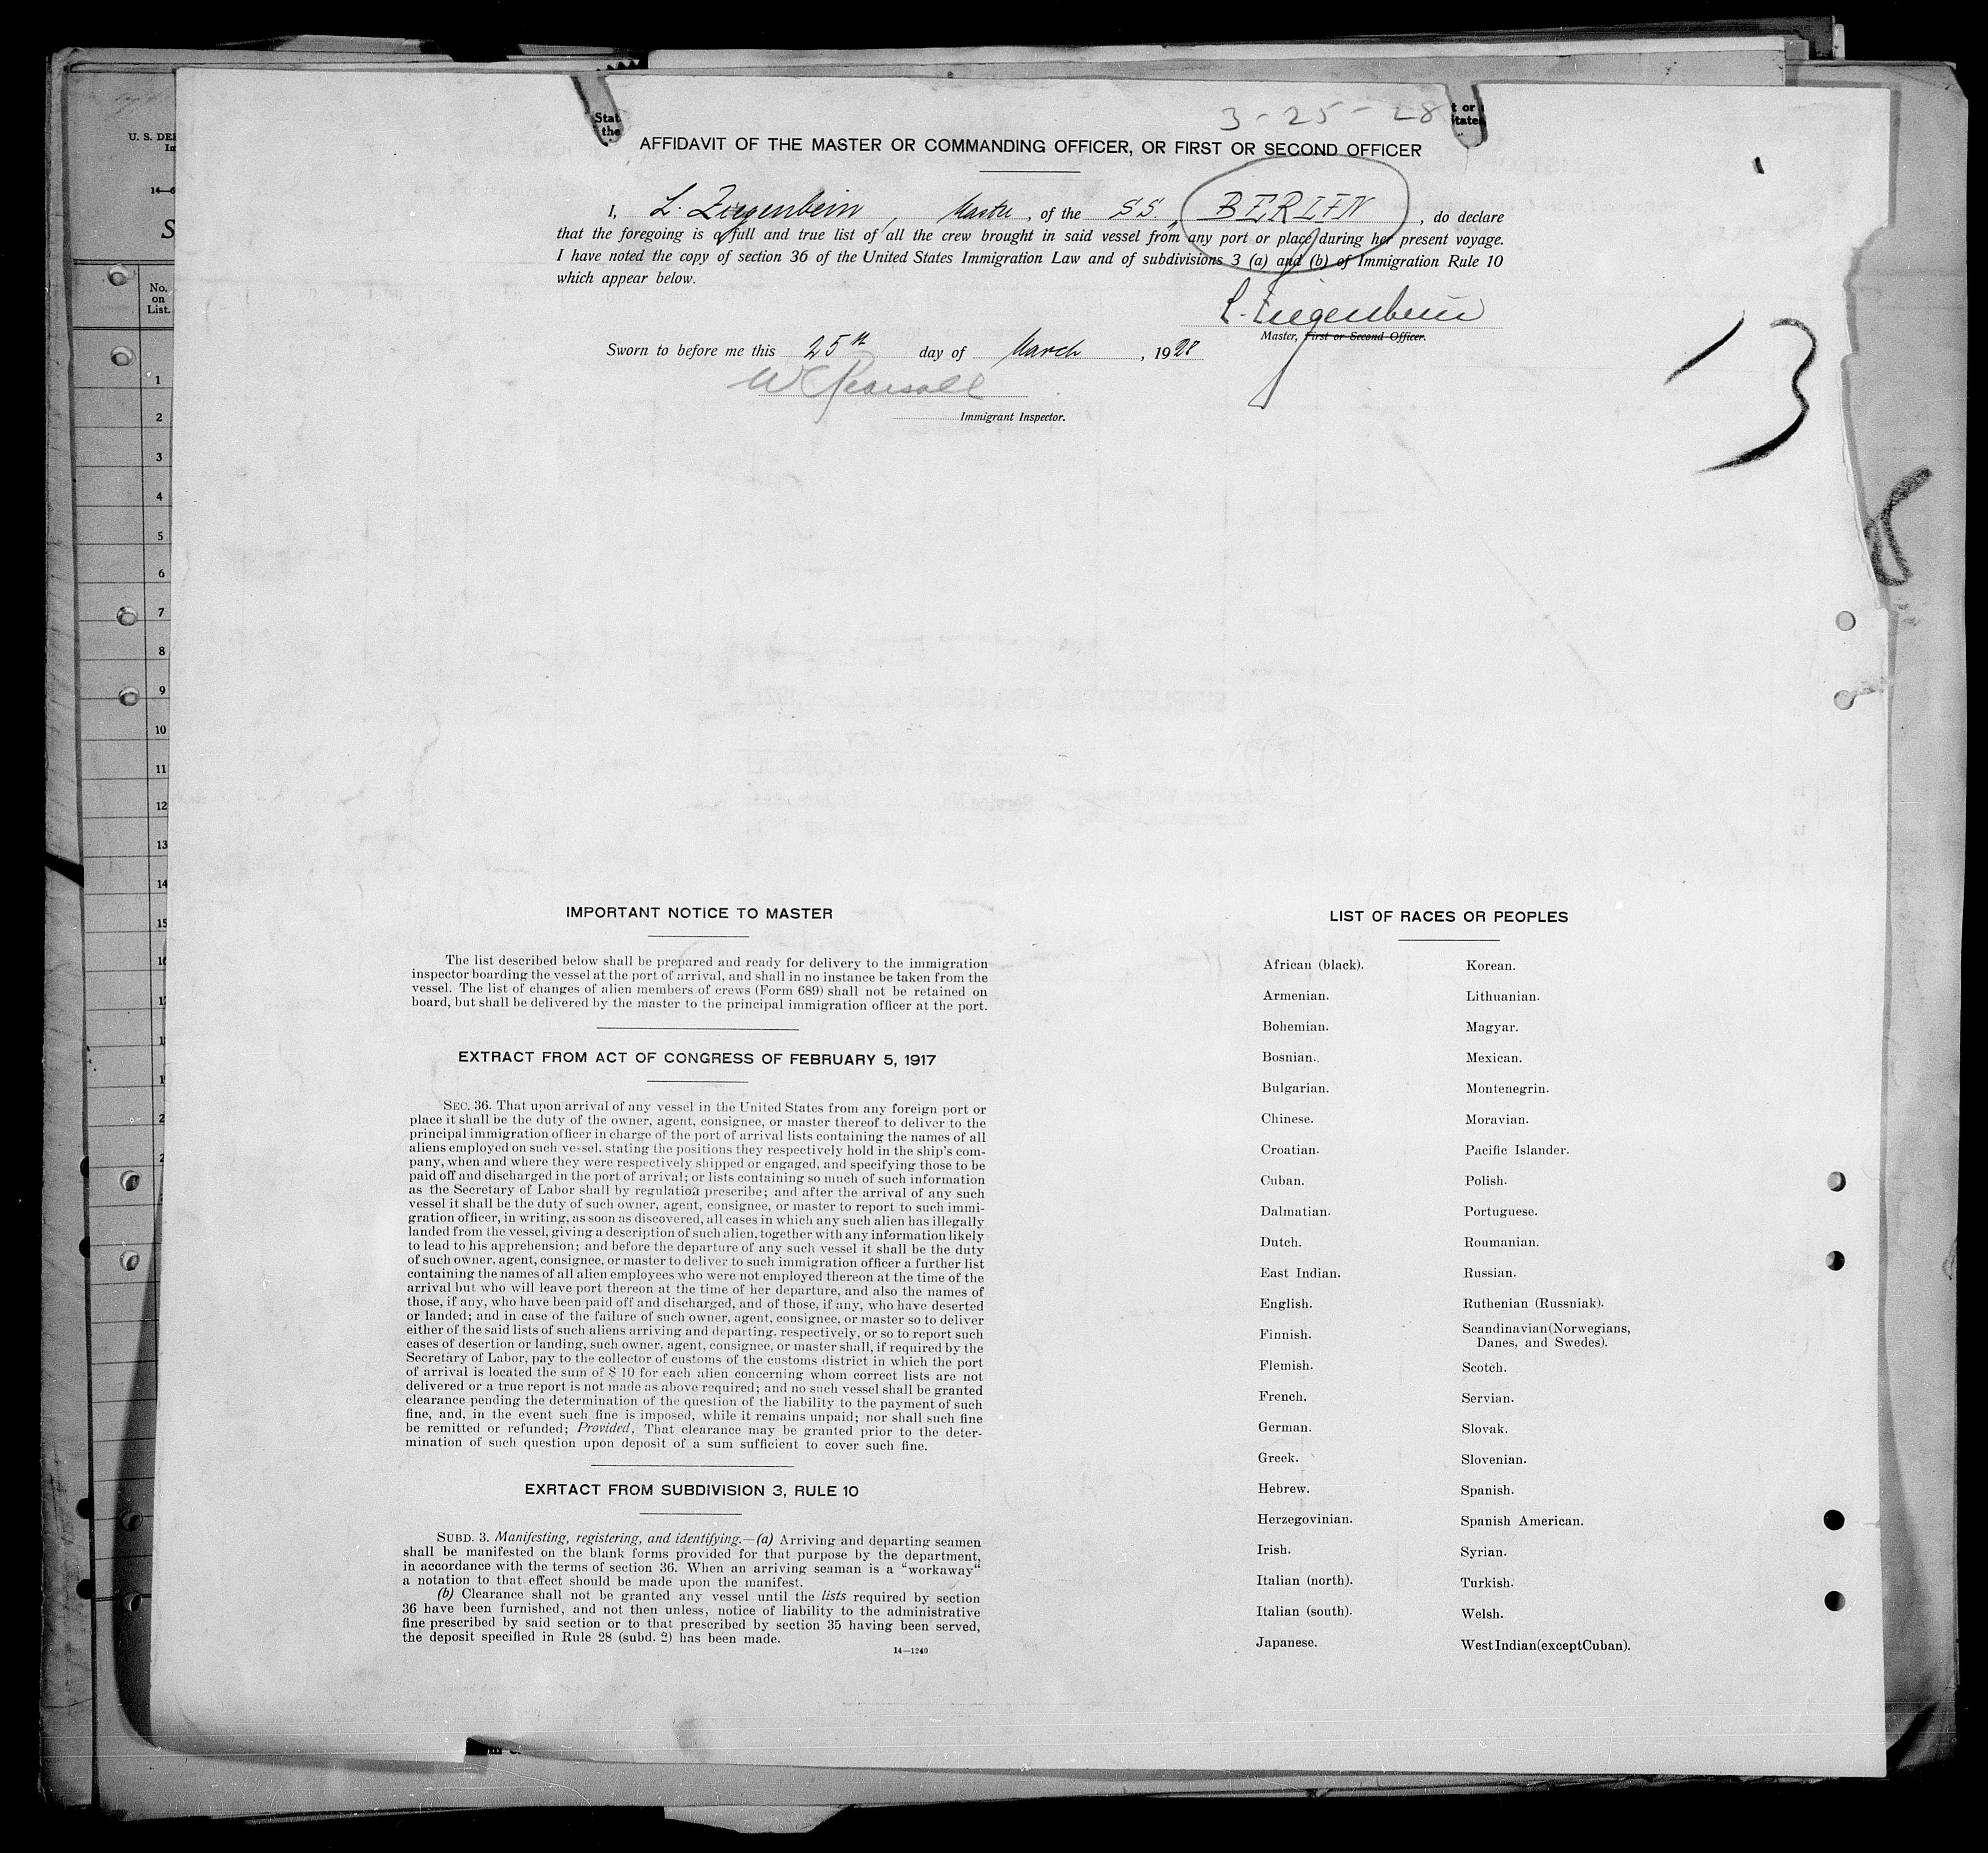 3-25-28
Stat
the
t or
itates
U. S. DE
14—6
S
No.
on
List.
1
2
3
4
5
6
7
8
9
10
11
12
13
14
15
AFFIDAVIT OF THE MASTER OR COMMANDING OFFICER, OR FIRST OR SECOND OFFICER
I, L. Ziegenbein, Master, of the SS, BERLIN, do declare
that the foregoing is a full and true list of all the crew brought in said vessel from any port or place during her present voyage.
I have noted the copy of section 36 of the United States Immigration Law and of subdivisions 3 (a) and (b) of Immigration Rule 10
which appear below.
L. Ziegenbein
Master, First or Second Officer.
Sworn to before me this 25th day of March, 1928
W C Pearsall
Immigrant Inspector.
13
8
IMPORTANT NOTICE TO MASTER
The list described below shall be prepared and ready for delivery to the immigration
inspector boarding the vessel at the port of arrival, and shall in no instance be taken from the
vessel. The list of changes of alien members of crews (Form 689) shall not be retained on
board, but shall be delivered by the master to the principal immigration officer at the port.
EXTRACT FROM ACT OF CONGRESS OF FEBRUARY 5, 1917
SEC. 36. That upon arrival of any vessel in the United States from any foreign port or
place it shall be the duty of the owner, agent, consignee, or master thereof to deliver to the
principal immigration officer in charge of the port of arrival lists containing the names of all
aliens employed on such vessel. stating the positions they respectively hold in the ship's com-
pany, when and where they were respectively shipped or engaged. and specifying those to be
paid off and discharged in the port of arrival; or lists containing so much of such information
as the Secretary of Labor shall by regulation prescribe; and after the arrival of any such
vessel it shall be the duty of such owner, agent, consignee, or master to report to such immi-
gration officer, in writing, as soon as discovered, all cases in which any such alien has illegally
landed from the vessel, giving a description of such alien, together with any information likely
to lead to his apprehension; and before the departure of any such vessel it shall be the duty
of such owner, agent, consignee, or master to deliver to such immigration officer a further list
containing the names of all alien employees who were not employed thereon at the time of the
arrival but who will leave port thereon at the time of her departure, and also the names of
those, if any, who have been paid off and discharged, and of those, if any, who have deserted
or landed; and in case of the failure of such owner, agent, consignee, or master so to deliver
either of the said lists of such aliens arriving and departing, respectively, or so to report such
cases of desertion or landing, such owner. agent, consignee, or master shall, if required by the
Secretary of Labor, pay to the collector of customs of the customs district in which the port
of arrival is located the sum of $ 10 for each alien concerning whom correct lists are not
delivered or a true report is not made as above required; and no such vessel shall be granted
clearance pending the determination of the question of the liability to the payment of such
fine, and, in the event such fine is imposed, while it remains unpaid; nor shall such fine
be remitted or refunded; Provided, That clearance may be granted prior to the deter-
mination of such question upon deposit of a sum sufficient to cover such fine.
EXRTACT FROM SUBDIVISION 3, RULE 10
SUBD. 3. Manifesting, registering, and identifying.—(a) Arriving and departing seamen
shall be manifested on the blank forms provided for that purpose by the department,
in accordance with the terms of section 36. When an arriving seaman is a "workaway"
a notation to that effect should be made upon the manifest.
(b) Clearance shall not be granted any vessel until the lists required by section
36 have been furnished, and not then unless, notice of liability to the administrative
fine prescribed by said section or to that prescribed by section 35 having been served,
the deposit specified in Rule 28 (subd. 2) has been made.
14—1240
LIST OF RACES OR PEOPLES
African (black).
Armenian.
Bohemian.
Bosnian.
Bulgarian.
Chinese.
Croatian.
Cuban.
Dalmatian.
Dutch.
East Indian.
English.
Finnish.
Flemish.
French.
German.
Greek.
Hebrew.
Herzegovinian.
Irish.
Italian (north).
Italian (south).
Japanese.
Korean.
Lithuanian.
Magyar.
Mexican.
Montenegrin.
Moravian.
Pacific Islander.
Polish.
Portuguese.
Roumanian.
Russian.
Ruthenian (Russniak).
Scandinavian (Norwegians,
Danes, and Swedes).
Scotch.
Servian.
Slovak.
Slovenian.
Spanish.
Spanish American.
Syrian.
Turkish.
Welsh.
West Indian (except Cuban).